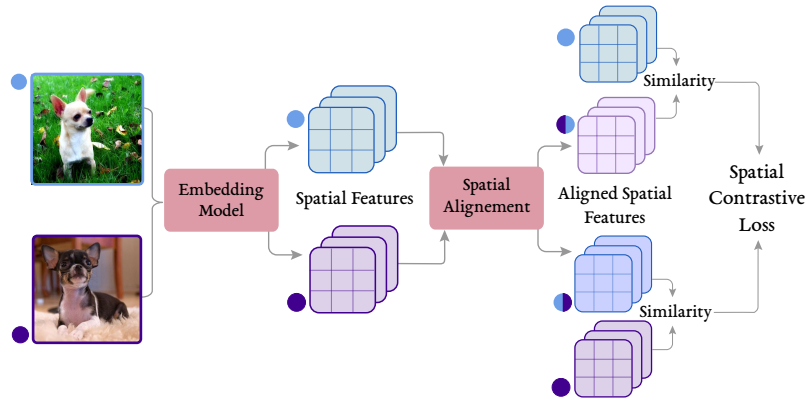 Embedding
Model
Spatial Features
Spatial
Alignement
Similarity
Aligned Spatial
Features
Similarity
Spatial
Contrastive
Loss